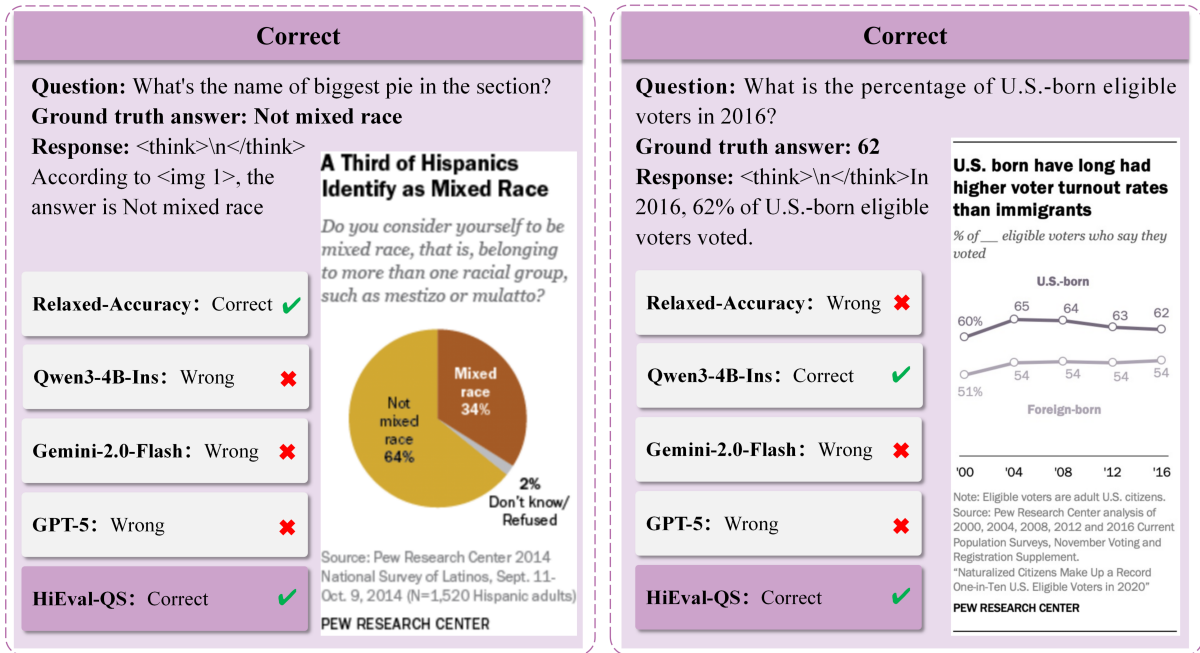 Correct
Question: What's the name of biggest pie in the section?
Ground truth answer: Not mixed race
Response: <think>\n</think>
According to <img 1>, the
answer is Not mixed race
Relaxed-Accuracy: Correct ✔
Qwen3-4B-Ins: Wrong ✖
Gemini-2.0-Flash: Wrong ✖
GPT-5: Wrong ✖
HiEval-QS: Correct ✔
A Third of Hispanics
Identify as Mixed Race
Do you consider yourself to be
mixed race, that is, belonging
to more than one racial group,
such as mestizo or mulatto?
Mixed
race
34%
Not
mixed
race
64%
2%
Don't know/
Refused
Source: Pew Research Center 2014
National Survey of Latinos, Sept. 11-
Oct. 9, 2014 (N=1,520 Hispanic adults)
PEW RESEARCH CENTER
Correct
Question: What is the percentage of U.S.-born eligible
voters in 2016?
Ground truth answer: 62
Response: <think>\n</think>In
2016, 62% of U.S.-born eligible
voters voted.
Relaxed-Accuracy: Wrong ✖
Qwen3-4B-Ins: Correct ✔
Gemini-2.0-Flash: Wrong ✖
GPT-5: Wrong ✖
HiEval-QS: Correct ✔
U.S. born have long had
higher voter turnout rates
than immigrants
% of__ eligible voters who say they
voted
U.S.-born
60% 65 64 63 62
51% 54 54 54 54
Foreign-born
'00 '04 '08 '12 '16
Note: Eligible voters are adult U.S. citizens.
Source: Pew Research Center analysis of
2000, 2004, 2008, 2012 and 2016 Current
Population Surveys, November Voting and
Registration Supplement.
"Naturalized Citizens Make Up a Record
One-in-Ten U.S. Eligible Voters in 2020"
PEW RESEARCH CENTER